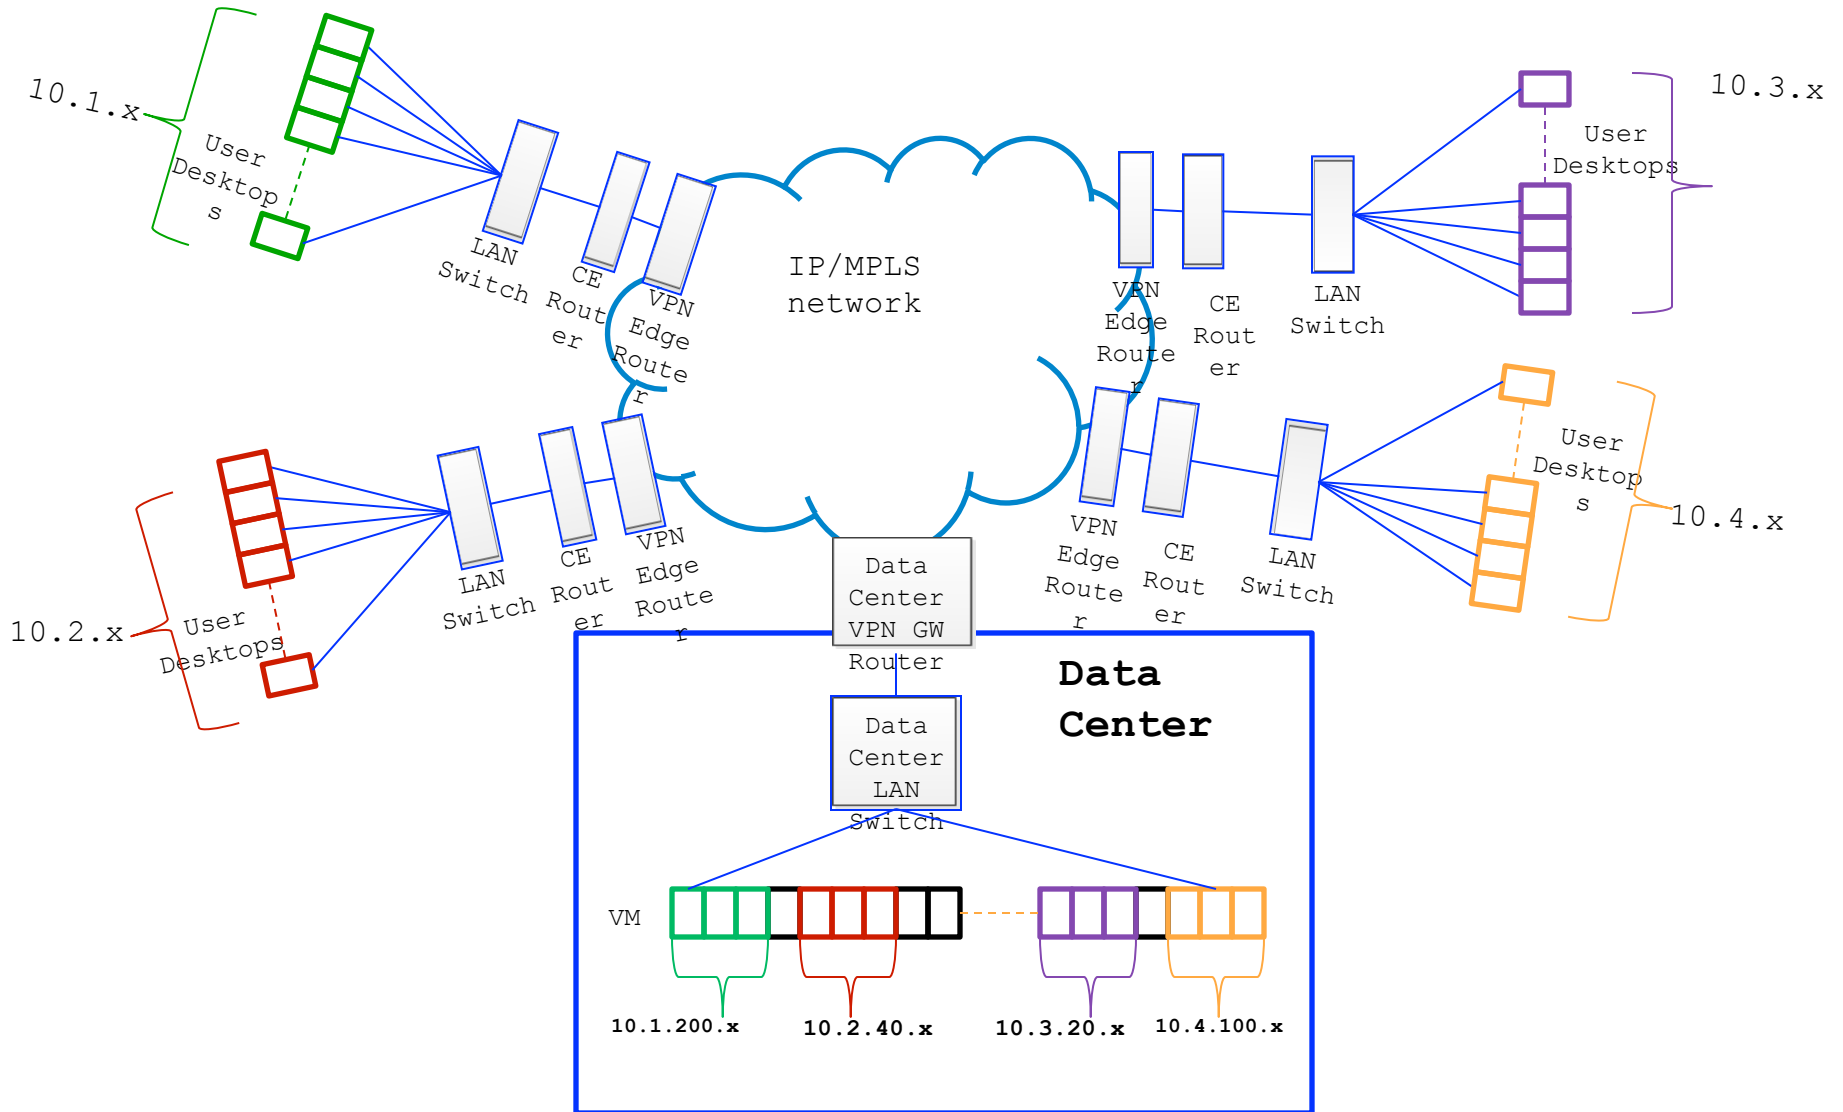 10.1.x
User
Desktop
s
LAN
Switch
CE
Rout
er
VPN
Edge
Route
r
IP/MPLS
network
VPN
Edge
Route
r
CE
Rout
er
LAN
Switch
User
Desktops
10.3.x
10.2.x
User
Desktops
LAN
Switch
CE
Rout
er
VPN
Edge
Route
r
VPN
Edge
Route
r
CE
Rout
er
LAN
Switch
User
Desktop
s
10.4.x
Data
Center
VPN GW
Router
Data
Center
Data
Center
LAN
Switch
VM
10.1.200.x
10.2.40.x
10.3.20.x
10.4.100.x